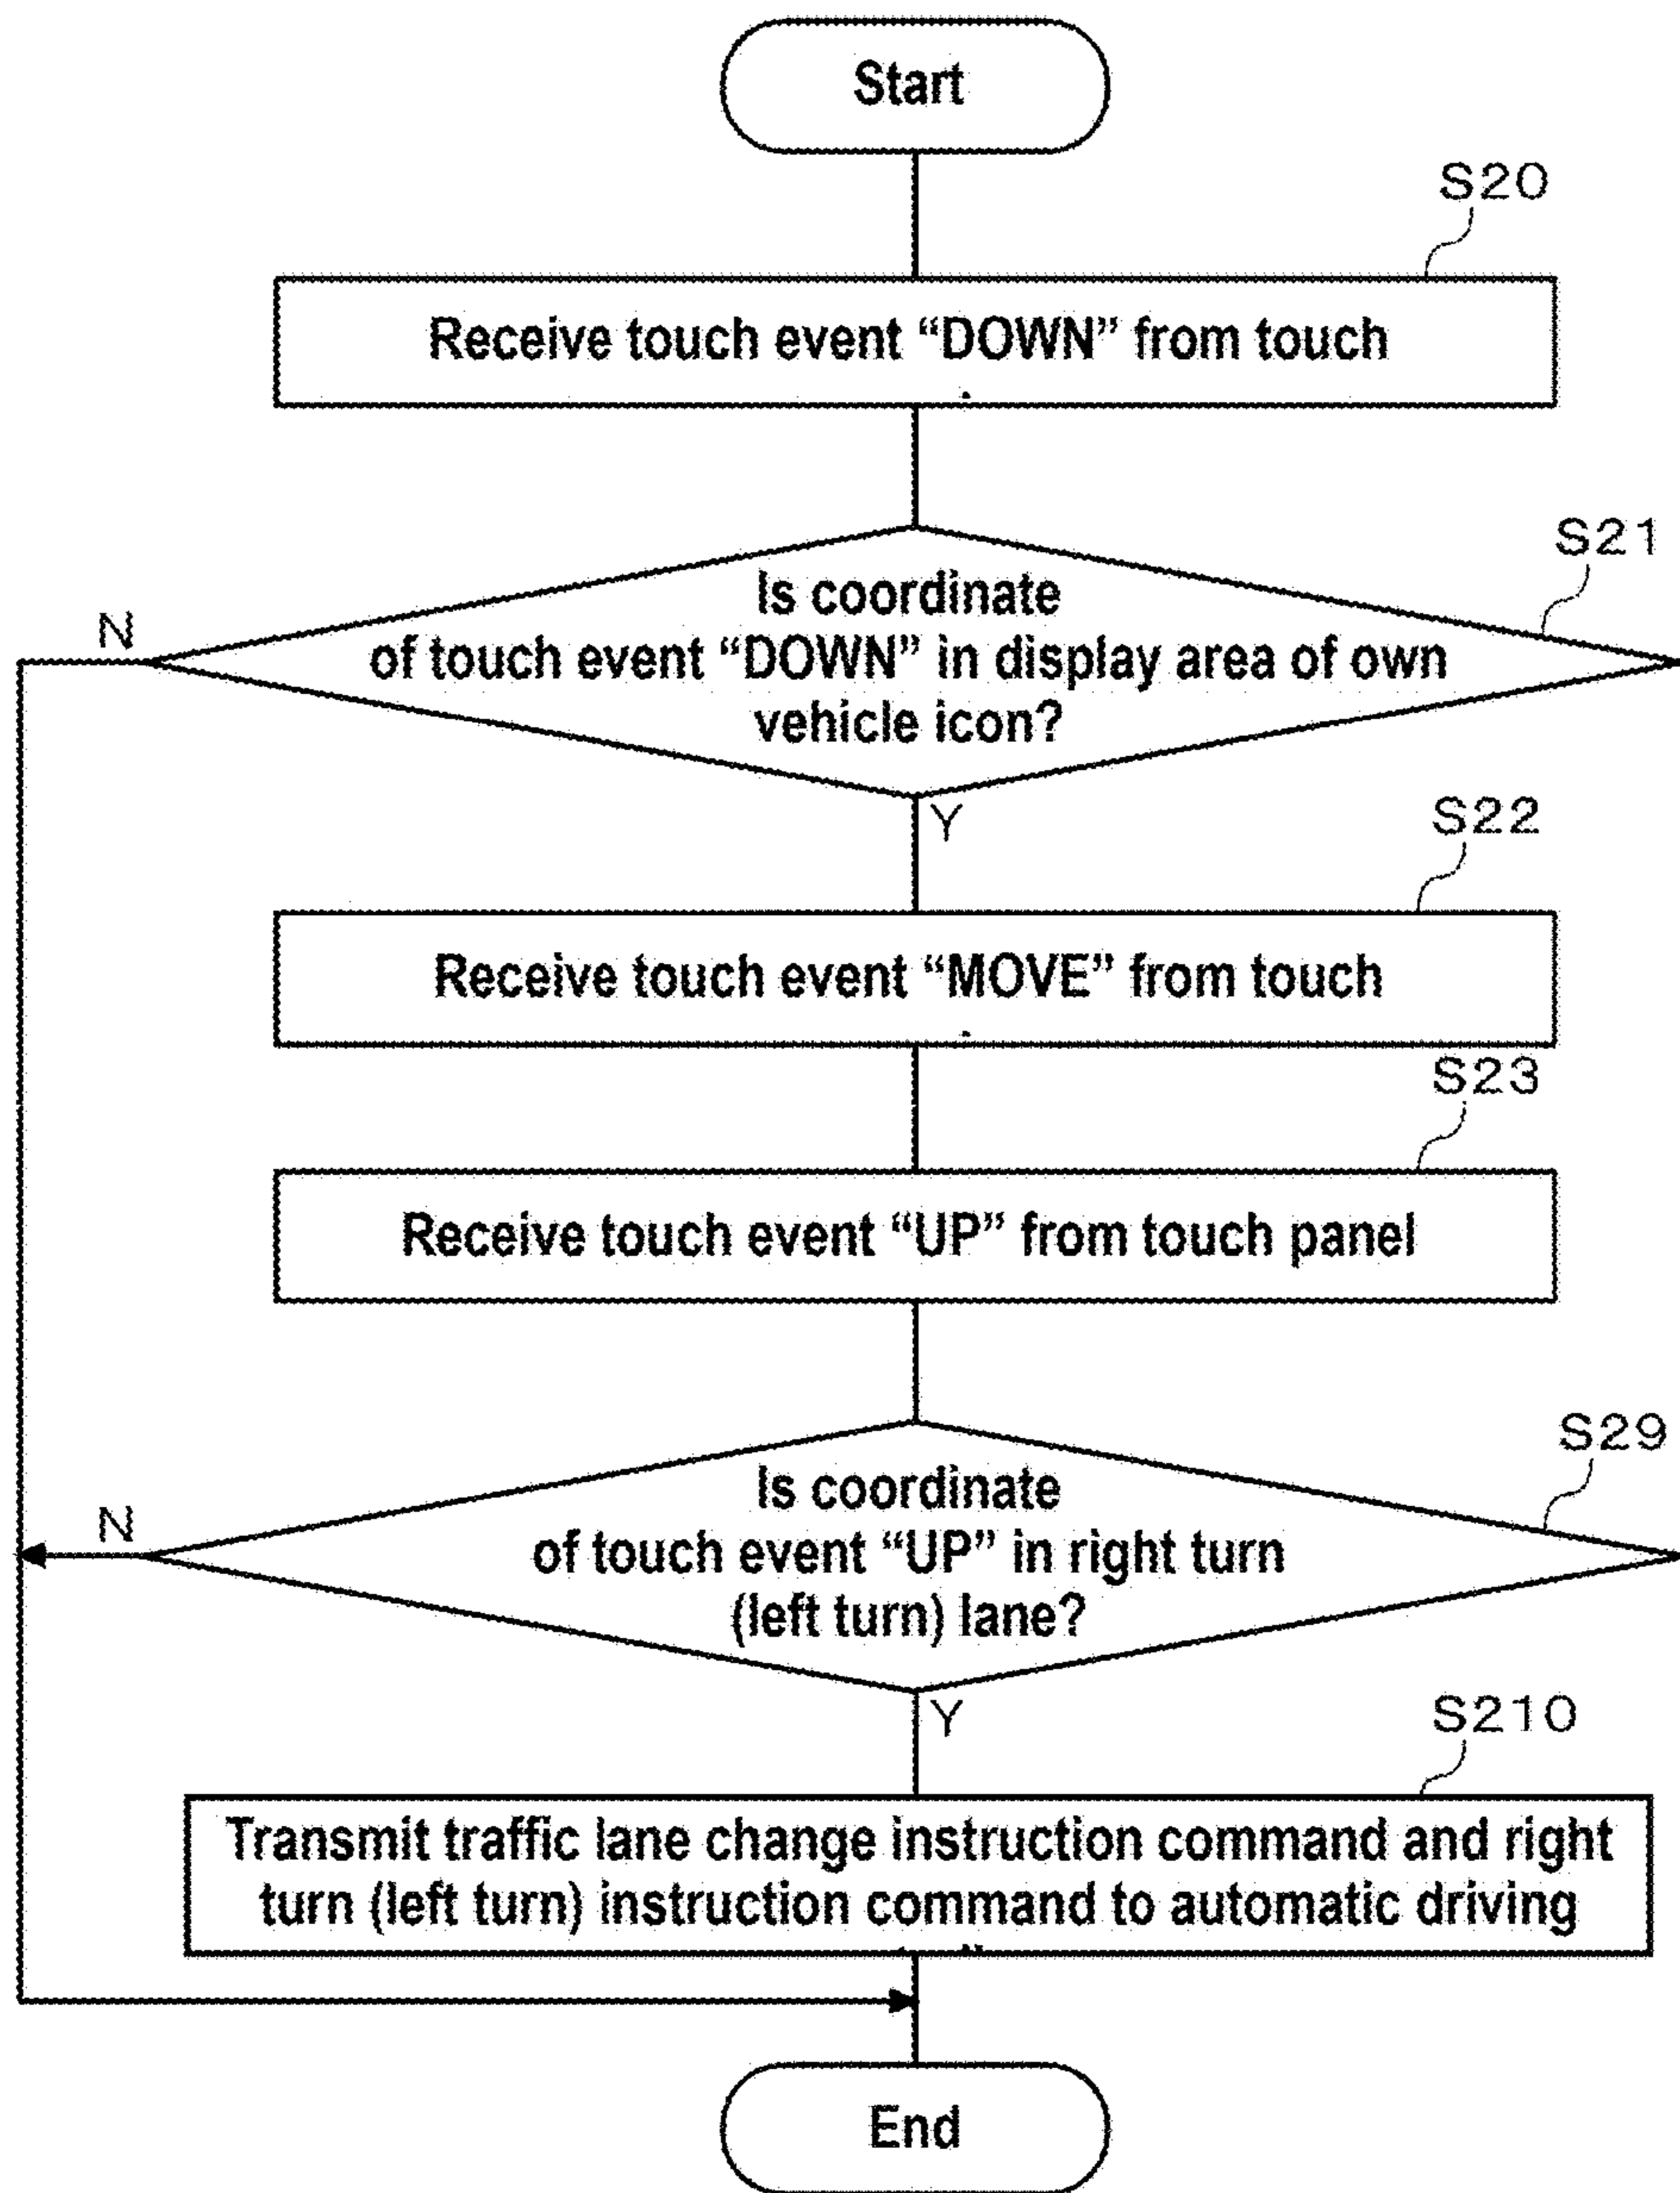 Start
S20
Receive touch event “DOWN” from touch
S21
Is coordinate
of touch event “DOWN” in display area of own
vehicle icon?
N
Y
S22
Receive touch event “MOVE” from touch
S23
Receive touch event “UP” from touch panel
S29
Is coordinate
of touch event “UP” in right turn
(left turn) lane?
N
Y
S210
Transmit traffic lane change instruction command and right
turn (left turn) instruction command to automatic driving
End